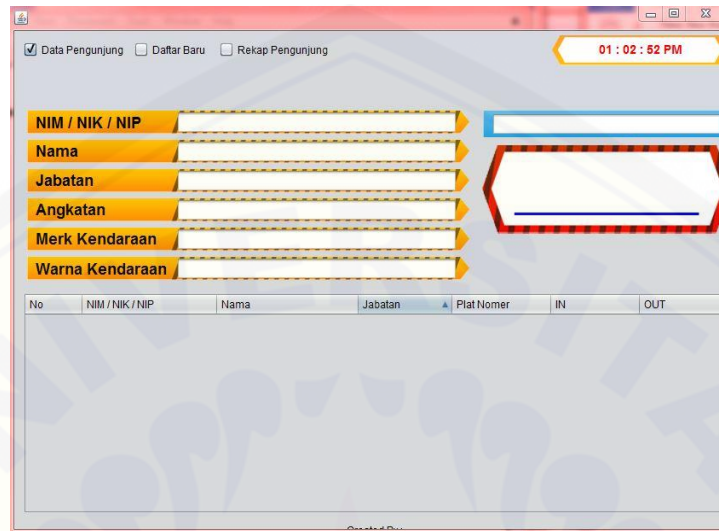 Data Pengunjung Daftar Baru Rekap Pengunjung
01 : 02 : 52 PM
NIM / NIK / NIP
Nama
Jabatan
Angkatan
Merk Kendaraan
Warna Kendaraan
No NIM / NIK / NIP Nama Jabatan Plat Nomer IN OUT